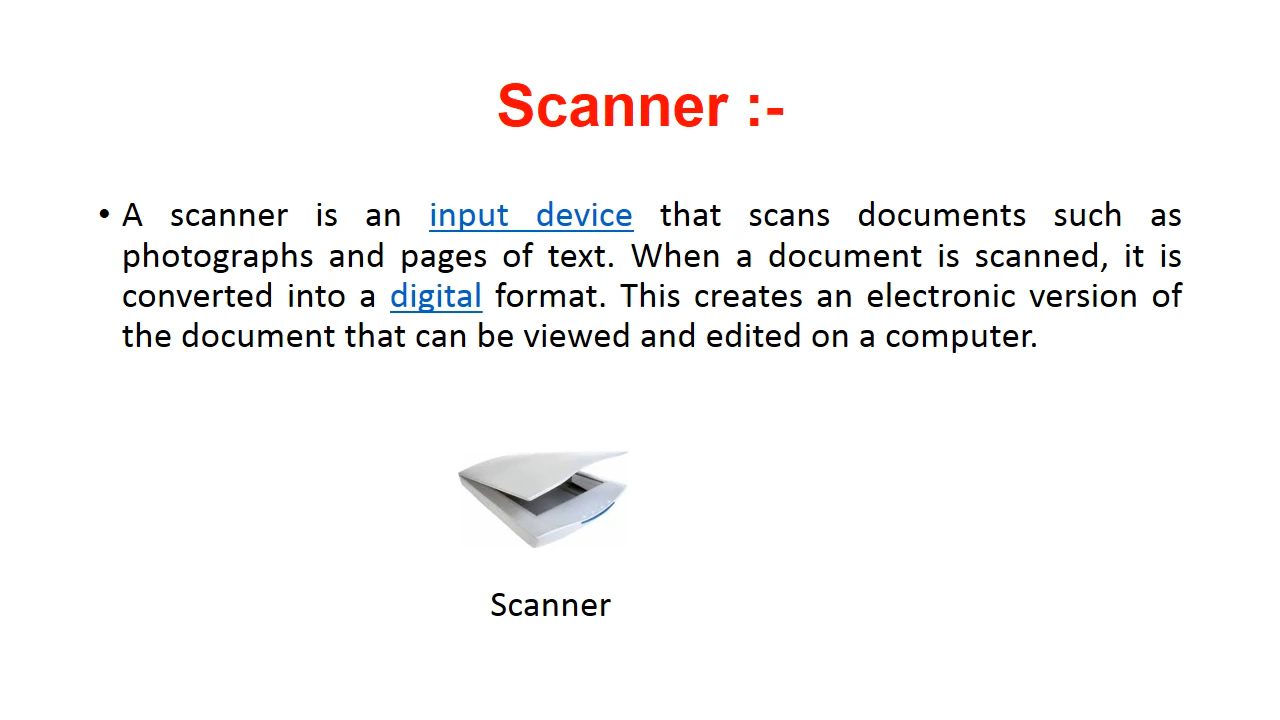 Scanner :-
• A scanner is an input device that scans documents such as
photographs and pages of text. When a document is scanned, it is
converted into a digital format. This creates an electronic version of
the document that can be viewed and edited on a computer.
Scanner